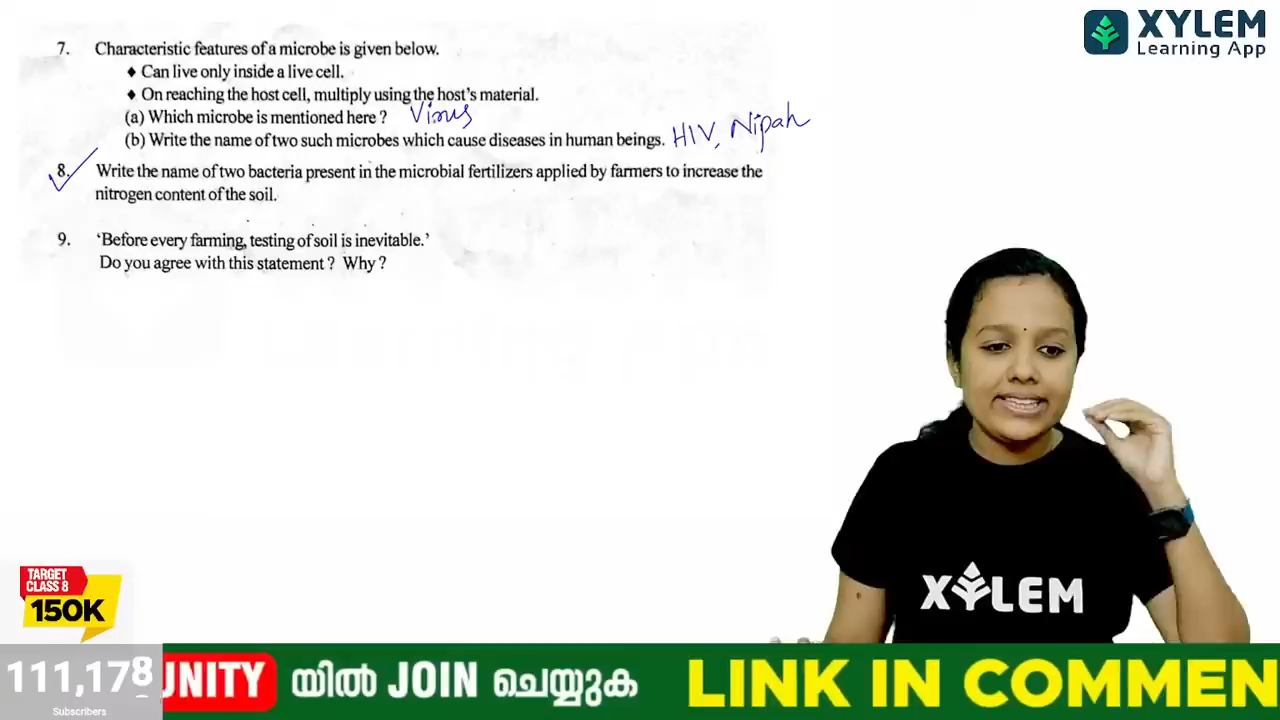 XYLEM
Learning App
7. Characteristic features of a microbe is given below.
♦ Can live only inside a live cell.
♦ On reaching the host cell, multiply using the host's material.
(a) Which microbe is mentioned here ? Virus
(b) Write the name of two such microbes which cause diseases in human beings. HIV, Nipah
8. Write the name of two bacteria present in the microbial fertilizers applied by farmers to increase the
nitrogen content of the soil.
9. 'Before every farming, testing of soil is inevitable.'
Do you agree with this statement ? Why ?
XYLEM
TARGET
CLASS 8
150K
111,178
Subscribers
UNITY യിൽ JOIN ചെയ്യുക LINK IN COMMEN